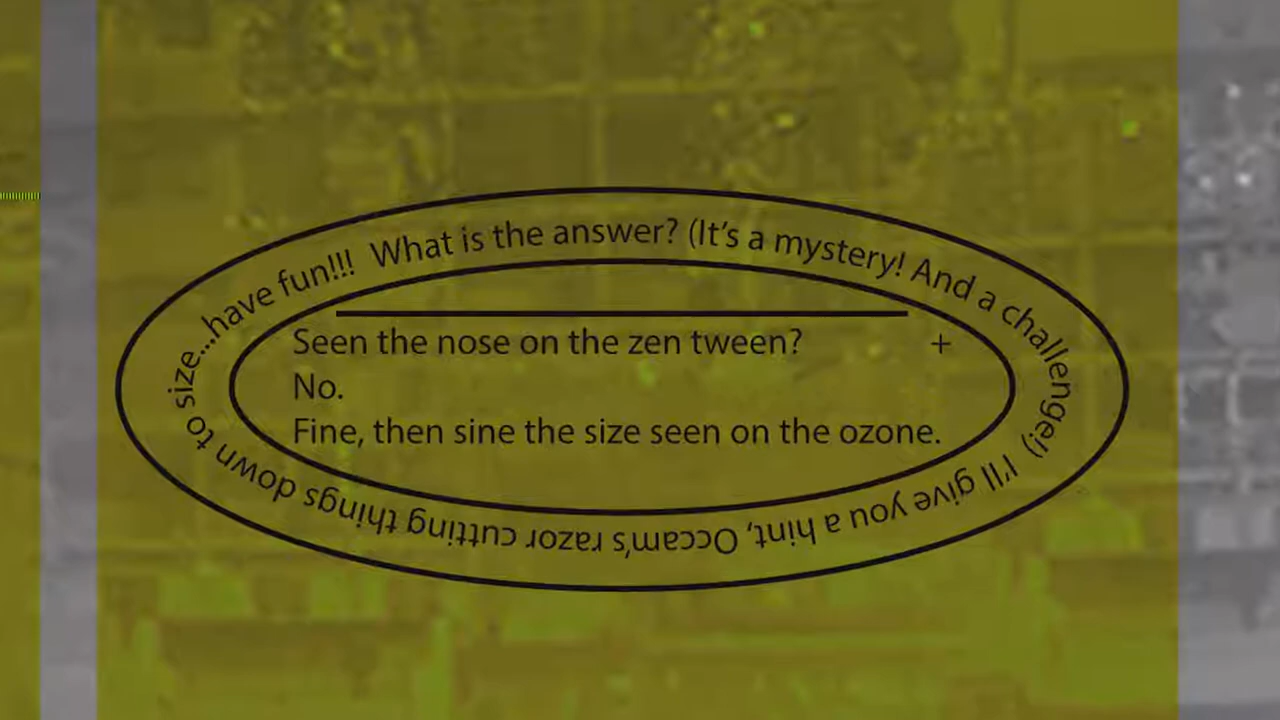 What is the answer? (It's a mystery! And a challenge!) I'll give you a hint, Occam's razor cutting things down to size...have fun!!!
Seen the nose on the zen tween? +
No.
Fine, then sine the size seen on the ozone.